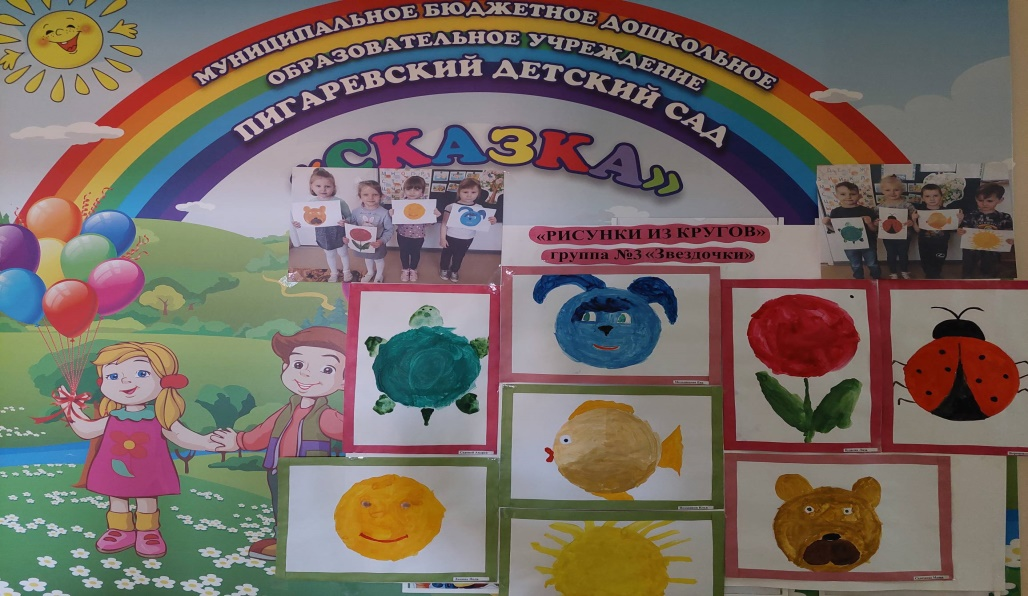 МУНИЦИПАЛЬНОЕ БЮДЖЕТНОЕ ДОШКОЛЬНОЕ
ОБРАЗОВАТЕЛЬНОЕ УЧРЕЖДЕНИЕ
ПИГАРЕВСКИЙ ДЕТСКИЙ САД
«СКАЗКА»
«РИСУНКИ ИЗ КРУГОВ»
группа №3 «Звездочки»